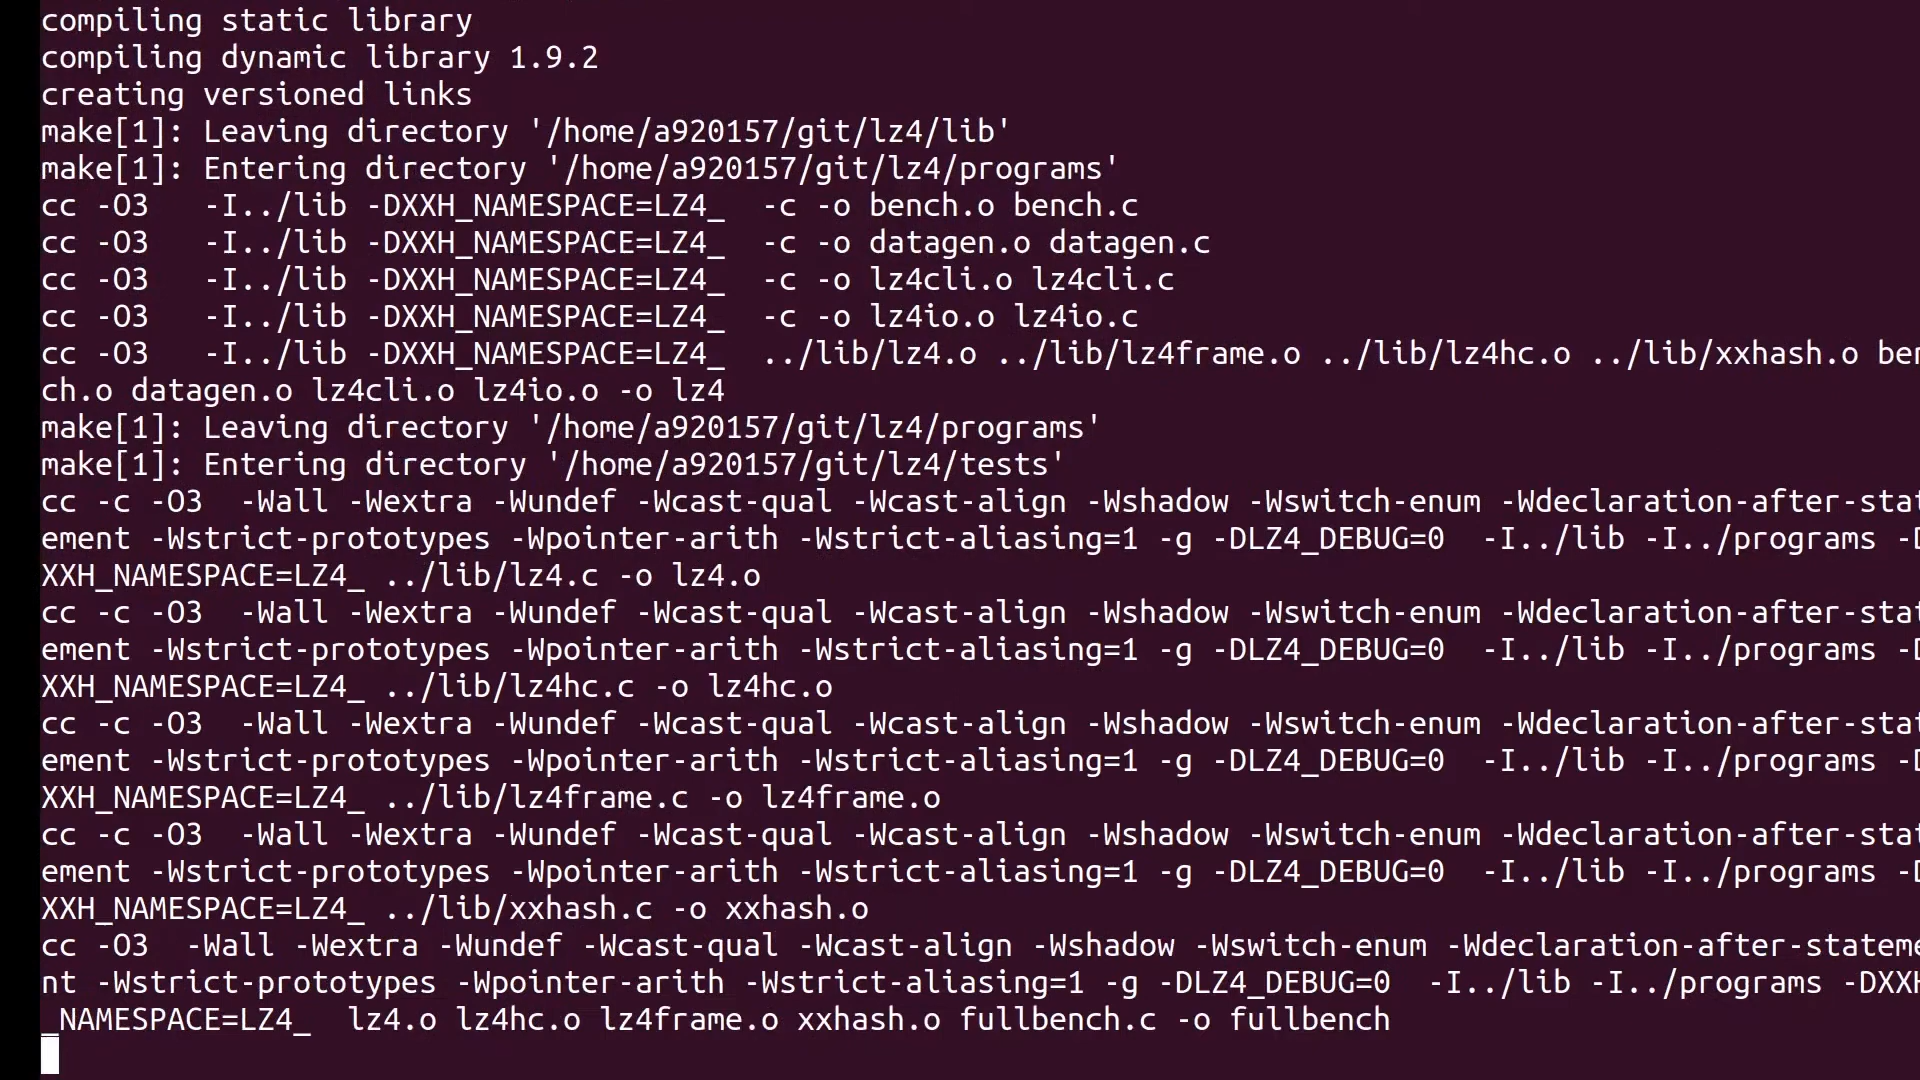 compiling static library
compiling dynamic library 1.9.2
creating versioned links
make[1]: Leaving directory '/home/a920157/git/lz4/lib'
make[1]: Entering directory '/home/a920157/git/lz4/programs'
cc -O3   -I../lib -DXXH_NAMESPACE=LZ4_  -c -o bench.o bench.c
cc -O3   -I../lib -DXXH_NAMESPACE=LZ4_  -c -o datagen.o datagen.c
cc -O3   -I../lib -DXXH_NAMESPACE=LZ4_  -c -o lz4cli.o lz4cli.c
cc -O3   -I../lib -DXXH_NAMESPACE=LZ4_  -c -o lz4io.o lz4io.c
cc -O3   -I../lib -DXXH_NAMESPACE=LZ4_  ../lib/lz4.o ../lib/lz4frame.o ../lib/lz4hc.o ../lib/xxhash.o ben
ch.o datagen.o lz4cli.o lz4io.o -o lz4
make[1]: Leaving directory '/home/a920157/git/lz4/programs'
make[1]: Entering directory '/home/a920157/git/lz4/tests'
cc -c -O3  -Wall -Wextra -Wundef -Wcast-qual -Wcast-align -Wshadow -Wswitch-enum -Wdeclaration-after-stat
ement -Wstrict-prototypes -Wpointer-arith -Wstrict-aliasing=1 -g -DLZ4_DEBUG=0  -I../lib -I../programs -D
XXH_NAMESPACE=LZ4_ ../lib/lz4.c -o lz4.o
cc -c -O3  -Wall -Wextra -Wundef -Wcast-qual -Wcast-align -Wshadow -Wswitch-enum -Wdeclaration-after-stat
ement -Wstrict-prototypes -Wpointer-arith -Wstrict-aliasing=1 -g -DLZ4_DEBUG=0  -I../lib -I../programs -D
XXH_NAMESPACE=LZ4_ ../lib/lz4hc.c -o lz4hc.o
cc -c -O3  -Wall -Wextra -Wundef -Wcast-qual -Wcast-align -Wshadow -Wswitch-enum -Wdeclaration-after-stat
ement -Wstrict-prototypes -Wpointer-arith -Wstrict-aliasing=1 -g -DLZ4_DEBUG=0  -I../lib -I../programs -D
XXH_NAMESPACE=LZ4_ ../lib/lz4frame.c -o lz4frame.o
cc -c -O3  -Wall -Wextra -Wundef -Wcast-qual -Wcast-align -Wshadow -Wswitch-enum -Wdeclaration-after-stat
ement -Wstrict-prototypes -Wpointer-arith -Wstrict-aliasing=1 -g -DLZ4_DEBUG=0  -I../lib -I../programs -D
XXH_NAMESPACE=LZ4_ ../lib/xxhash.c -o xxhash.o
cc -O3  -Wall -Wextra -Wundef -Wcast-qual -Wcast-align -Wshadow -Wswitch-enum -Wdeclaration-after-stateme
nt -Wstrict-prototypes -Wpointer-arith -Wstrict-aliasing=1 -g -DLZ4_DEBUG=0  -I../lib -I../programs -DXXH
_NAMESPACE=LZ4_  lz4.o lz4hc.o lz4frame.o xxhash.o fullbench.c -o fullbench